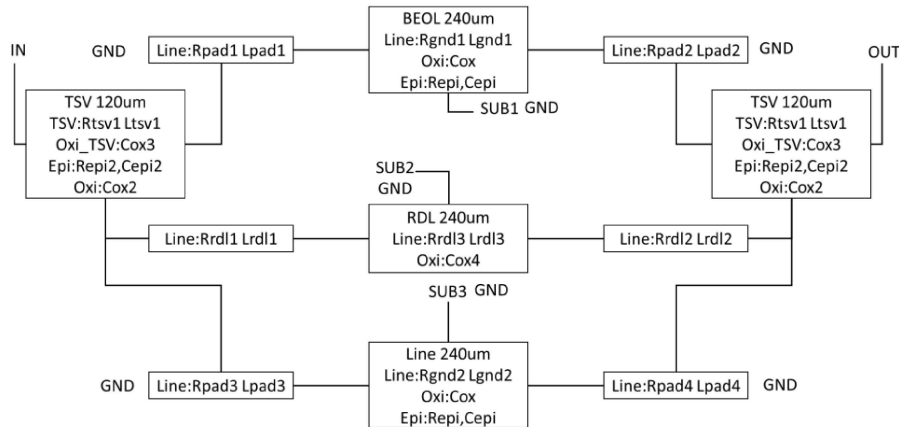 BEOL 240um
Line:Rgnd1 Lgnd1
Oxi:Cox
Epi:Repi,Cepi
IN
GND
Line:Rpad1 Lpad1
Line:Rpad2 Lpad2
GND
OUT
SUB1 GND
TSV 120um
TSV:Rtsv1 Ltsv1
Oxi_TSV:Cox3
Epi:Repi2,Cepi2
Oxi:Cox2
TSV 120um
TSV:Rtsv1 Ltsv1
Oxi_TSV:Cox3
Epi:Repi2,Cepi2
Oxi:Cox2
SUB2
GND
RDL 240um
Line:Rrdl3 Lrdl3
Oxi:Cox4
Line:Rrdl1 Lrdl1
Line:Rrdl2 Lrdl2
SUB3 GND
Line 240um
Line:Rgnd2 Lgnd2
Oxi:Cox
Epi:Repi,Cepi
GND
Line:Rpad3 Lpad3
Line:Rpad4 Lpad4
GND